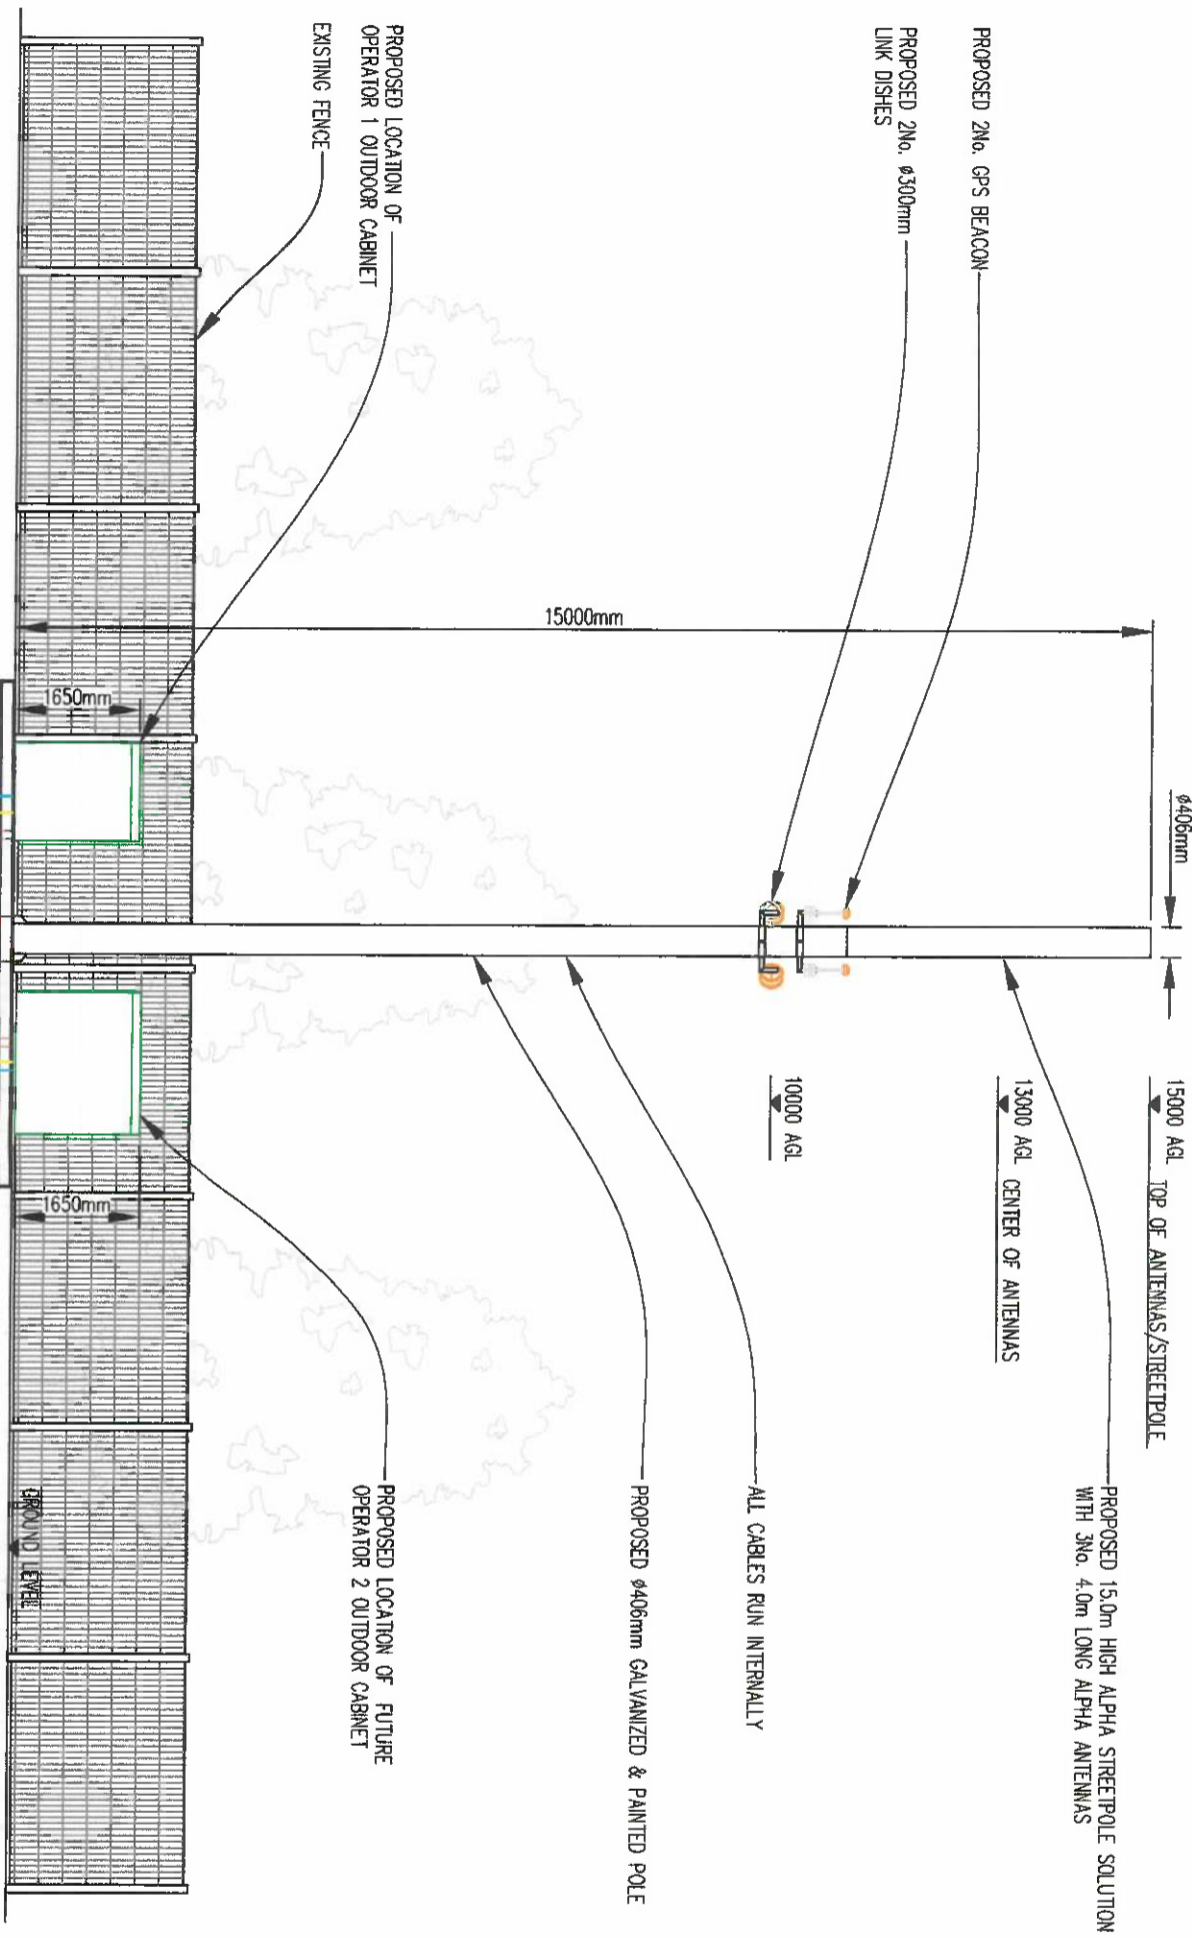 ø406mm
15000 AGL TOP OF ANTENNAS/STREETPOLE
PROPOSED 15.0m HIGH ALPHA STREETPOLE SOLUTION
WITH 3No. 4.0m LONG ALPHA ANTENNAS
13000 AGL CENTER OF ANTENNAS
PROPOSED 2No. GPS BEACON
PROPOSED 2No. ø300mm
LINK DISHES
10000 AGL
ALL CABLES RUN INTERNALLY
PROPOSED ø406mm GALVANIZED & PAINTED POLE
15000mm
PROPOSED LOCATION OF
OPERATOR 1 OUTDOOR CABINET
EXISTING FENCE
PROPOSED LOCATION OF FUTURE
OPERATOR 2 OUTDOOR CABINET
1650mm
1650mm
GROUND LEVEL